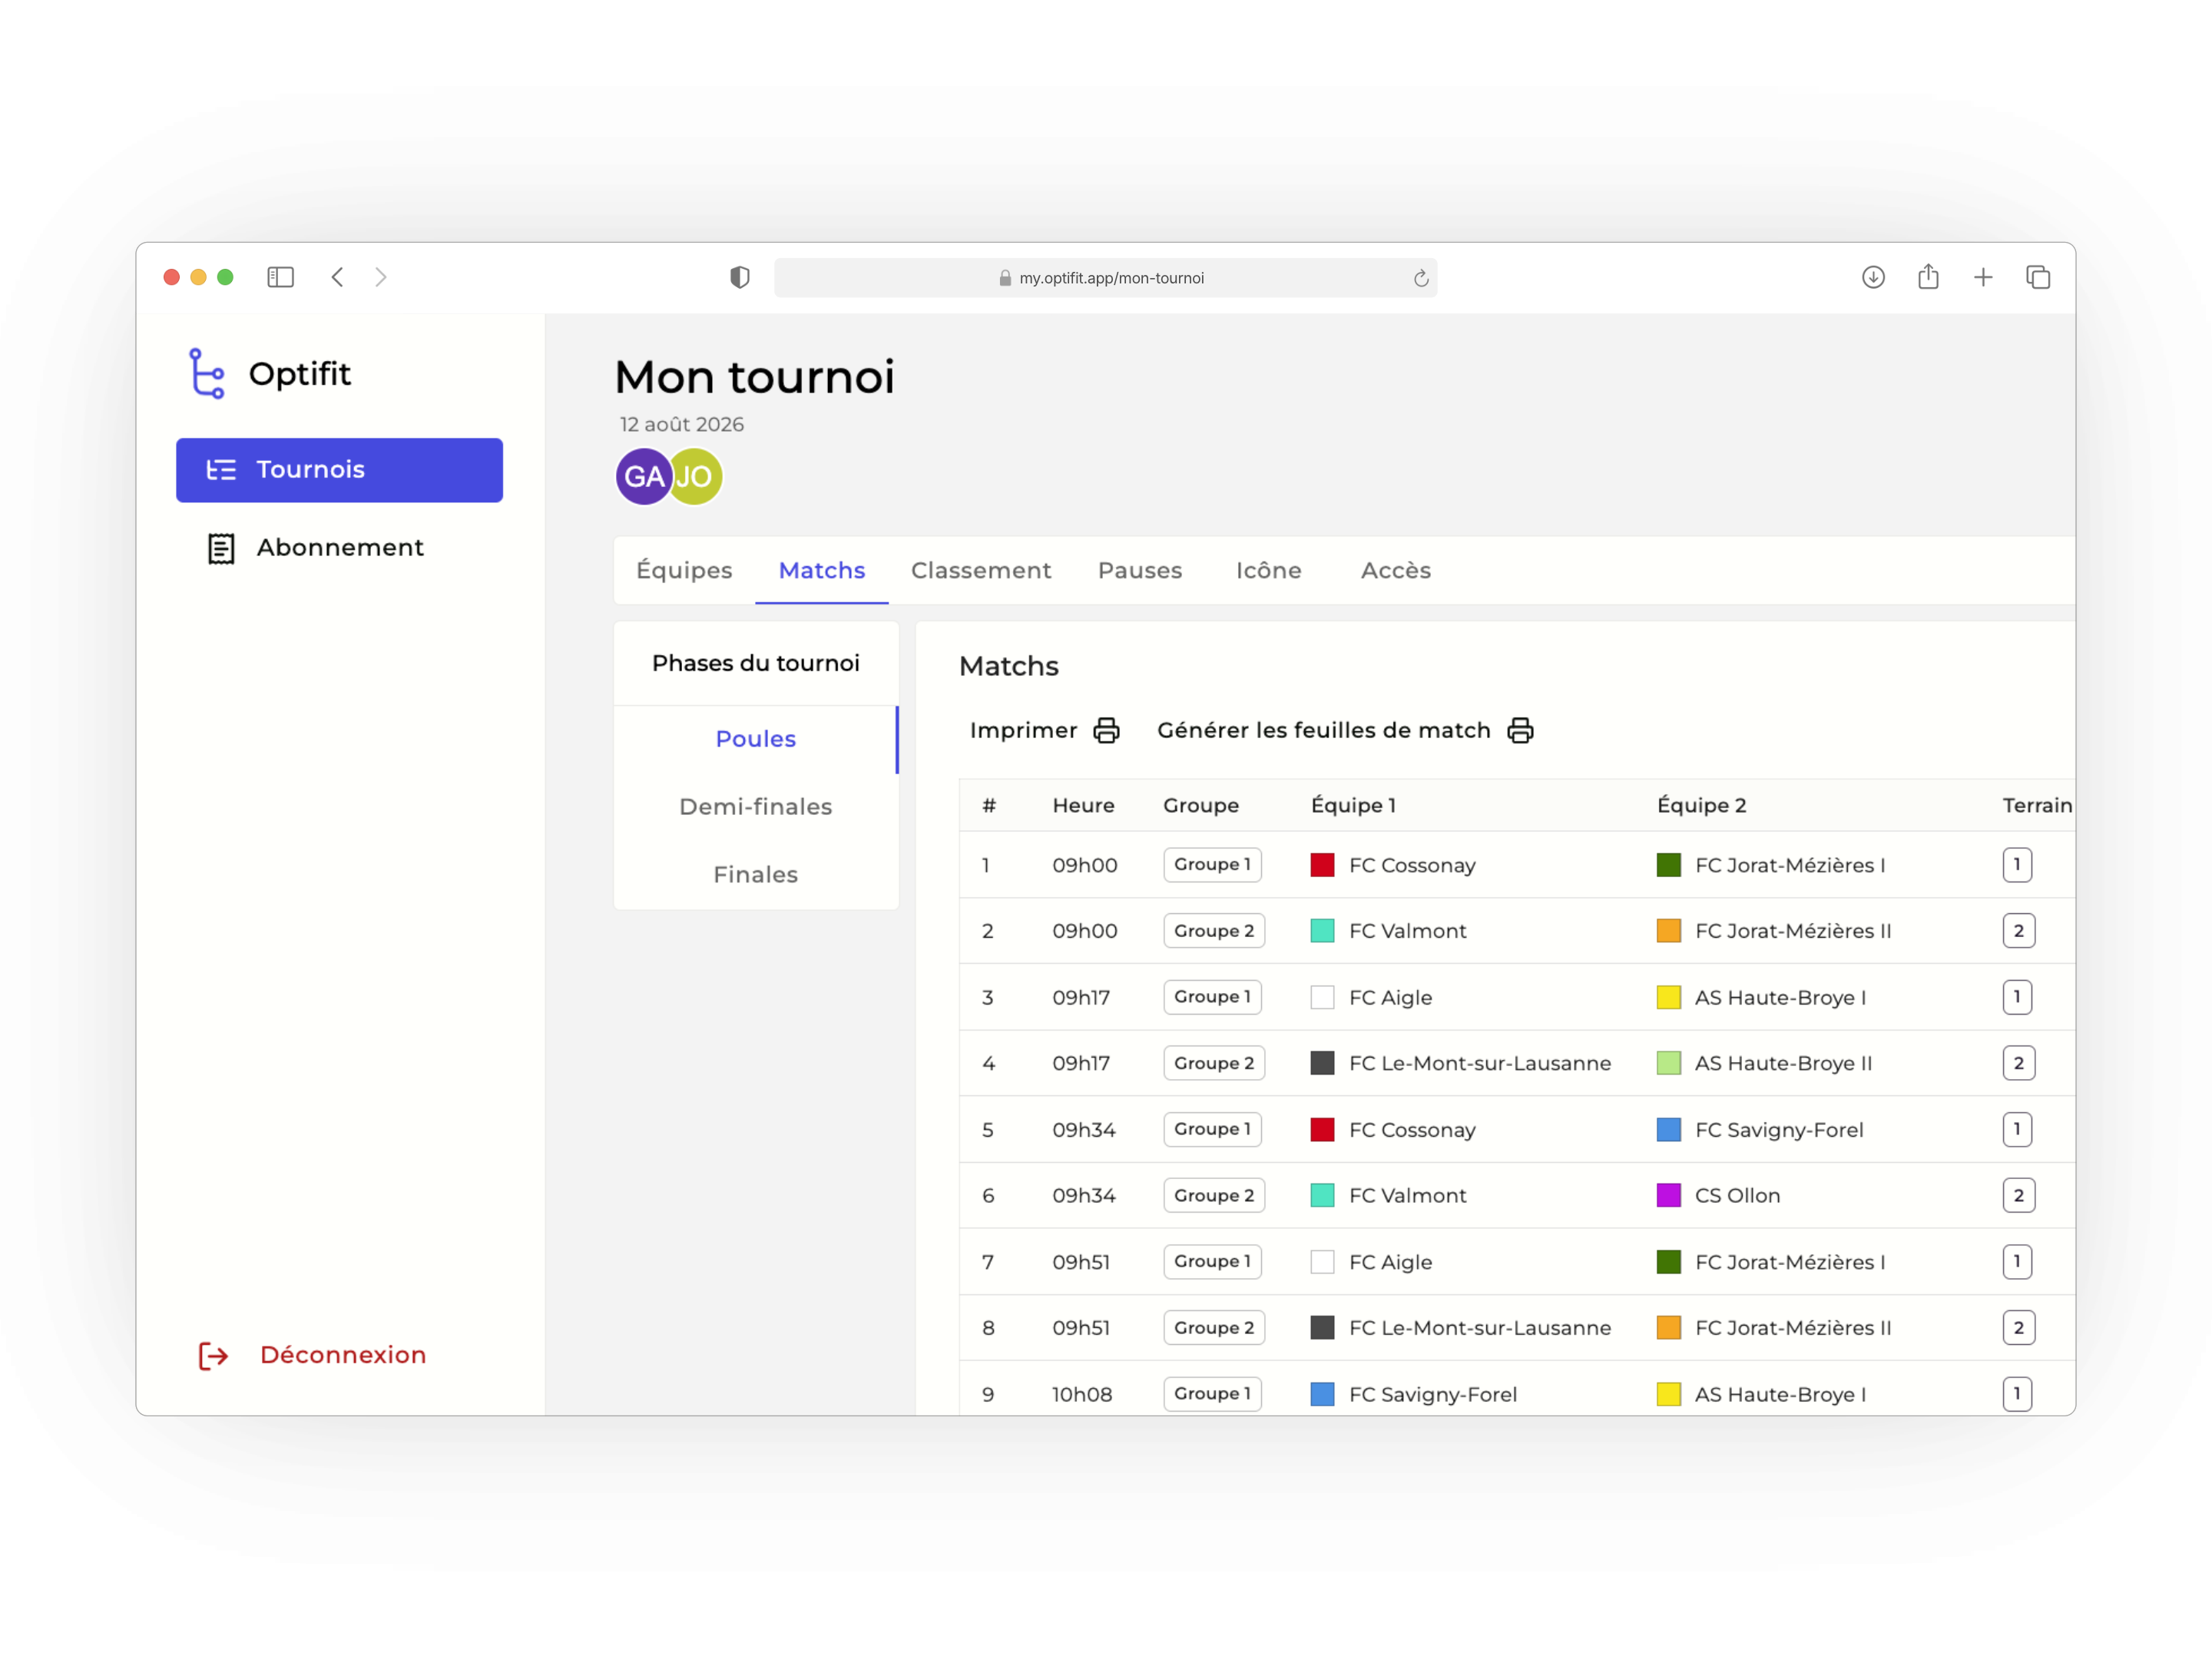 my.optifit.app/mon-tournoi
Optifit
Tournois
Abonnement
Déconnexion
Mon tournoi
12 août 2026
GA JO
Équipes Matchs Classement Pauses Icône Accès
Phases du tournoi
Poules
Demi-finales
Finales
Matchs
Imprimer Générer les feuilles de match
# Heure Groupe Équipe 1 Équipe 2 Terrain
1 09h00 Groupe 1 FC Cossonay FC Jorat-Mézières I 1
2 09h00 Groupe 2 FC Valmont FC Jorat-Mézières II 2
3 09h17 Groupe 1 FC Aigle AS Haute-Broye I 1
4 09h17 Groupe 2 FC Le-Mont-sur-Lausanne AS Haute-Broye II 2
5 09h34 Groupe 1 FC Cossonay FC Savigny-Forel 1
6 09h34 Groupe 2 FC Valmont CS Ollon 2
7 09h51 Groupe 1 FC Aigle FC Jorat-Mézières I 1
8 09h51 Groupe 2 FC Le-Mont-sur-Lausanne FC Jorat-Mézières II 2
9 10h08 Groupe 1 FC Savigny-Forel AS Haute-Broye I 1